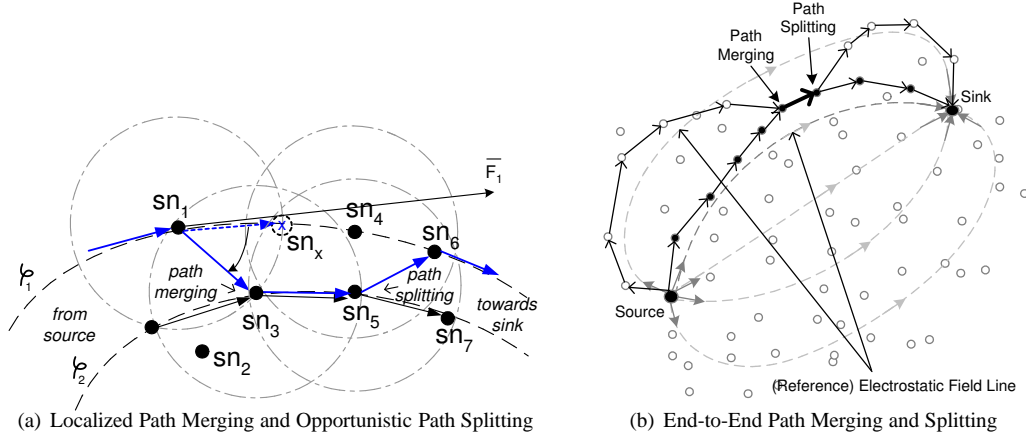 F₁
sn₁
sn₄
snₓ
x
sn₆
path
merging
path
splitting
φ₁
from
source
sn₃
sn₅
towards
sink
sn₇
sn₂
φ₂
(a) Localized Path Merging and Opportunistic Path Splitting
Path
Splitting
Path
Merging
Sink
Source
(Reference) Electrostatic Field Line
(b) End-to-End Path Merging and Splitting